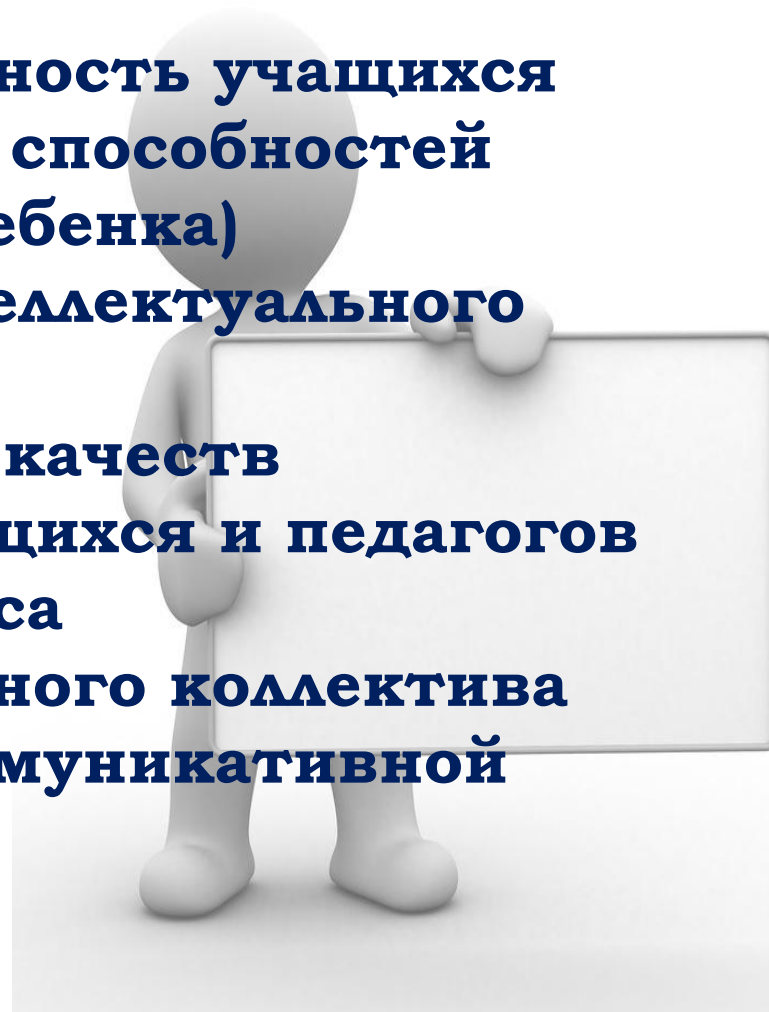 ность учащихся
способностей
ебенка)
еллектуального
качеств
щихся и педагогов
са
ного коллектива
муникативной